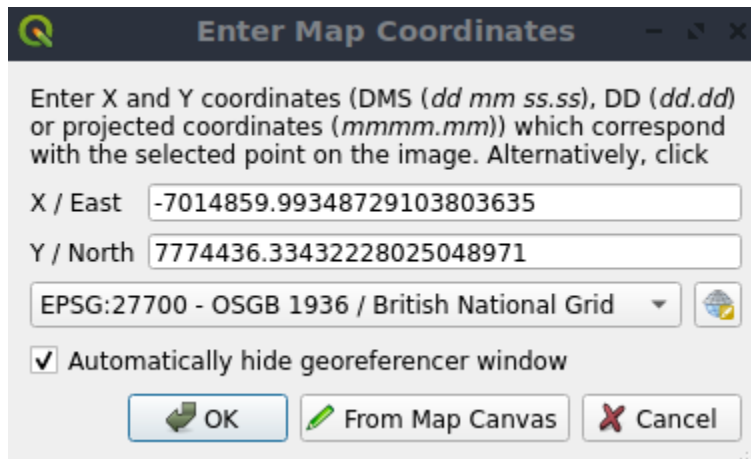 Enter Map Coordinates
Enter X and Y coordinates (DMS (dd mm ss.ss), DD (dd.dd)
or projected coordinates (mmmm.mm)) which correspond
with the selected point on the image. Alternatively, click
X / East -7014859.99348729103803635
Y / North 7774436.33432228025048971
EPSG:27700 - OSGB 1936 / British National Grid
Automatically hide georeferencer window
OK From Map Canvas Cancel